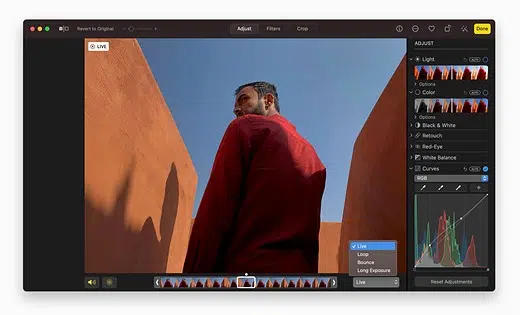 Revert to Original
Adjust
Filters
Crop
Done
LIVE
ADJUST
Light
AUTO
Options
Color
AUTO
Options
Black & White
Retouch
Red-Eye
White Balance
Curves
AUTO
RGB
Live
Loop
Bounce
Long Exposure
Live
Reset Adjustments